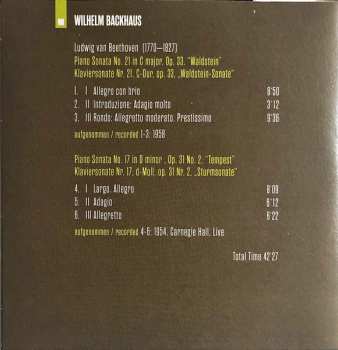 WILHELM BACKHAUS
Ludwig van Beethoven (1770–1827)
Piano Sonata No. 21 in C major, Op. 33, "Waldstein"
Klaviersonate Nr. 21, C-Dur, op. 33, „Waldstein-Sonate"
1. I Allegro con brio 9'50
2. II Introduzione: Adagio molto 3'12
3. III Rondo: Allegretto moderato. Prestissimo 9'36
aufgenommen / recorded 1-3: 1958
Piano Sonata No. 17 in D minor, Op. 31 No. 2, "Tempest"
Klaviersonate Nr. 17, d-Moll, op. 31 Nr. 2, „Sturmsonate"
4. I Largo. Allegro 8'09
5. II Adagio 6'12
6. III Allegretto 6'22
aufgenommen / recorded 4-6: 1954, Carnegie Hall, Live
Total Time 42'27